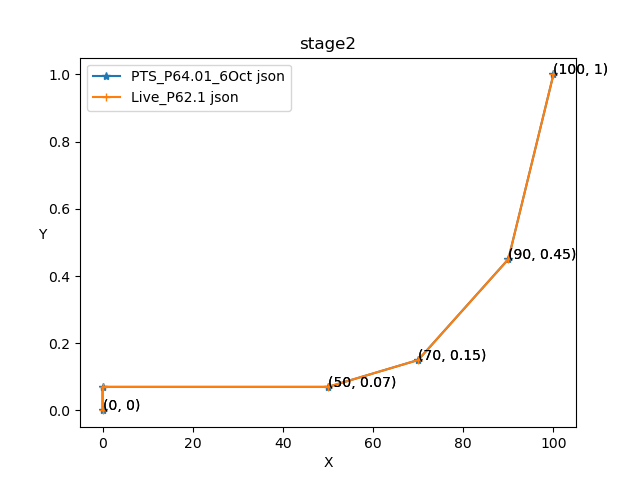 stage2
PTS_P64.01_6Oct json
Live_P62.1 json
(100, 1)
(90, 0.45)
(70, 0.15)
(50, 0.07)
(0, 0)
1.0
0.8
0.6
0.4
0.2
0.0
Y
0 20 40 60 80 100
X